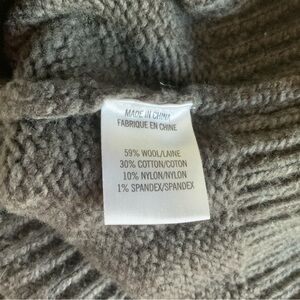 MADE IN CHINA
FABRIQUE EN CHINE
59% WOOL/LAINE
30% COTTON/COTON
10% NYLON/NYLON
1% SPANDEX/SPANDEX